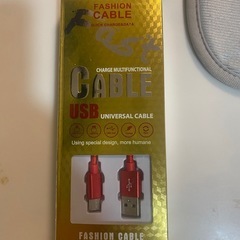 FASHION
CABLE
CHARGE MULTIFUNCTIONAL
CABLE
USB UNIVERSAL CABLE
Using special design, more humane
FASHION CABLE